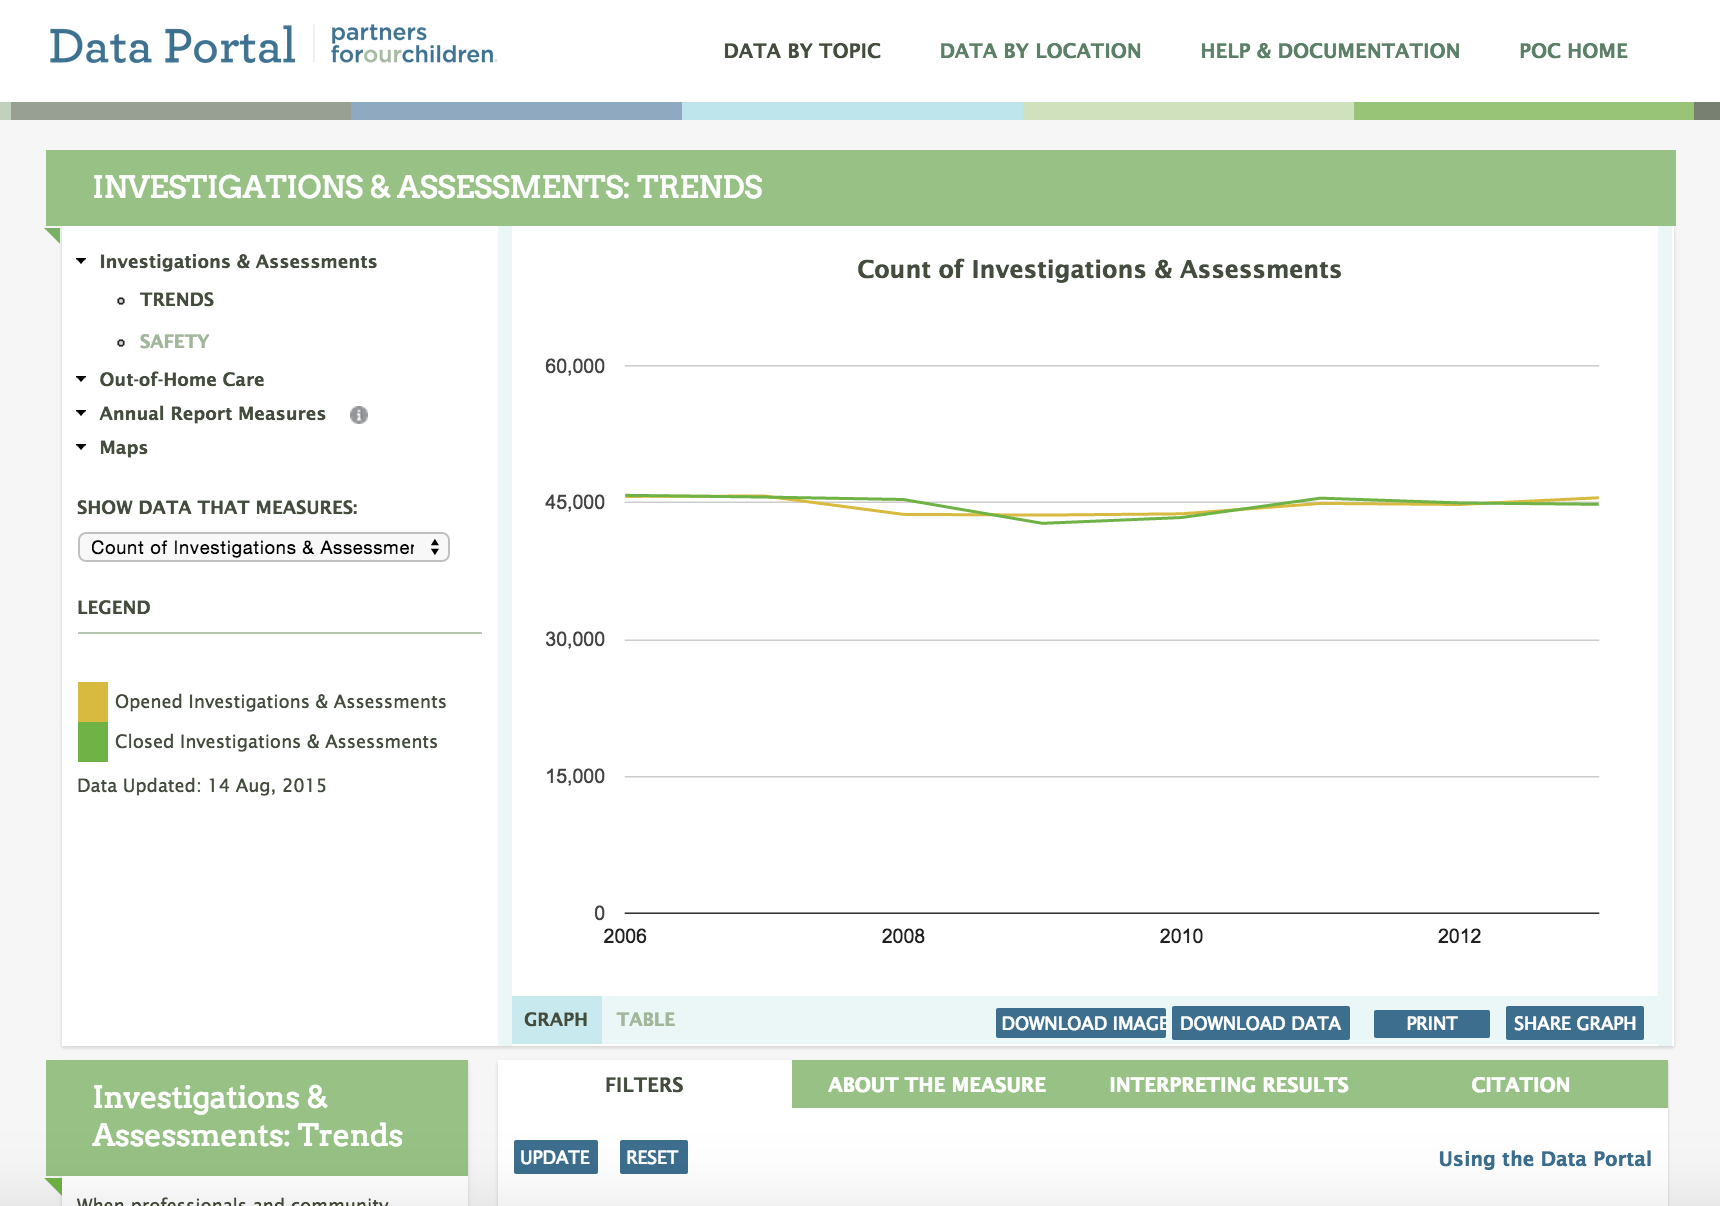 Data Portal
partners
forourchildren.
DATA BY TOPIC
DATA BY LOCATION
HELP & DOCUMENTATION
POC HOME
INVESTIGATIONS & ASSESSMENTS: TRENDS
Investigations & Assessments
TRENDS
SAFETY
Out-of-Home Care
Annual Report Measures
Maps
SHOW DATA THAT MEASURES:
Count of Investigations & Assessmer
LEGEND
Opened Investigations & Assessments
Closed Investigations & Assessments
Data Updated: 14 Aug, 2015
Count of Investigations & Assessments
60,000
45,000
30,000
15,000
0
2006
2008
2010
2012
GRAPH
TABLE
DOWNLOAD IMAGE
DOWNLOAD DATA
PRINT
SHARE GRAPH
Investigations &
Assessments: Trends
When professionals and community
FILTERS
ABOUT THE MEASURE
INTERPRETING RESULTS
CITATION
UPDATE
RESET
Using the Data Portal